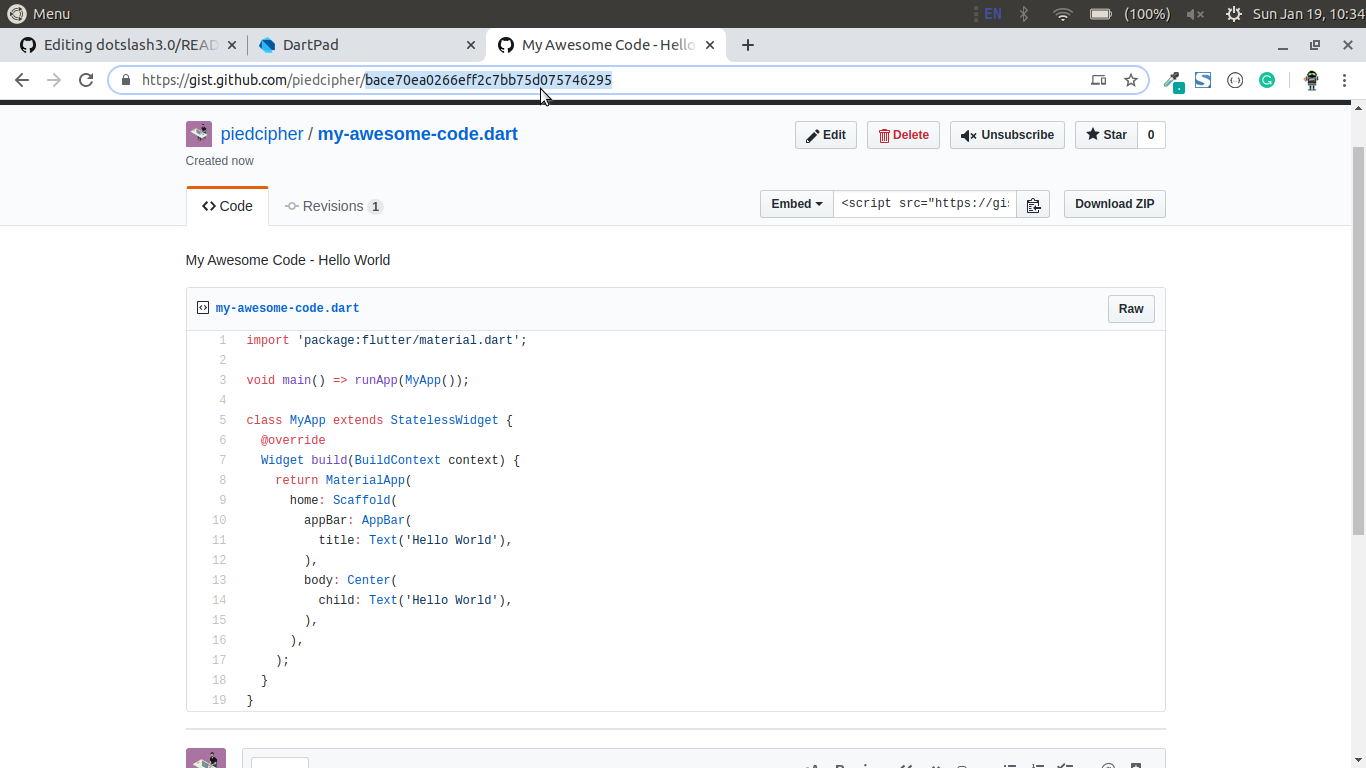 Menu
EN
(100%)
Sun Jan 19, 10:34
Editing dotslash3.0/READ
DartPad
My Awesome Code - Hello
https://gist.github.com/piedcipher/bace70ea0266eff2c7bb75d075746295
piedcipher / my-awesome-code.dart
Edit
Delete
Unsubscribe
Star
0
Created now
Code
Revisions 1
Embed
<script src="https://gis
Download ZIP
My Awesome Code - Hello World
my-awesome-code.dart
Raw
1 import 'package:flutter/material.dart';
2
3 void main() => runApp(MyApp());
4
5 class MyApp extends StatelessWidget {
6   @override
7   Widget build(BuildContext context) {
8     return MaterialApp(
9       home: Scaffold(
10         appBar: AppBar(
11           title: Text('Hello World'),
12         ),
13         body: Center(
14           child: Text('Hello World'),
15         ),
16       ),
17     );
18   }
19 }